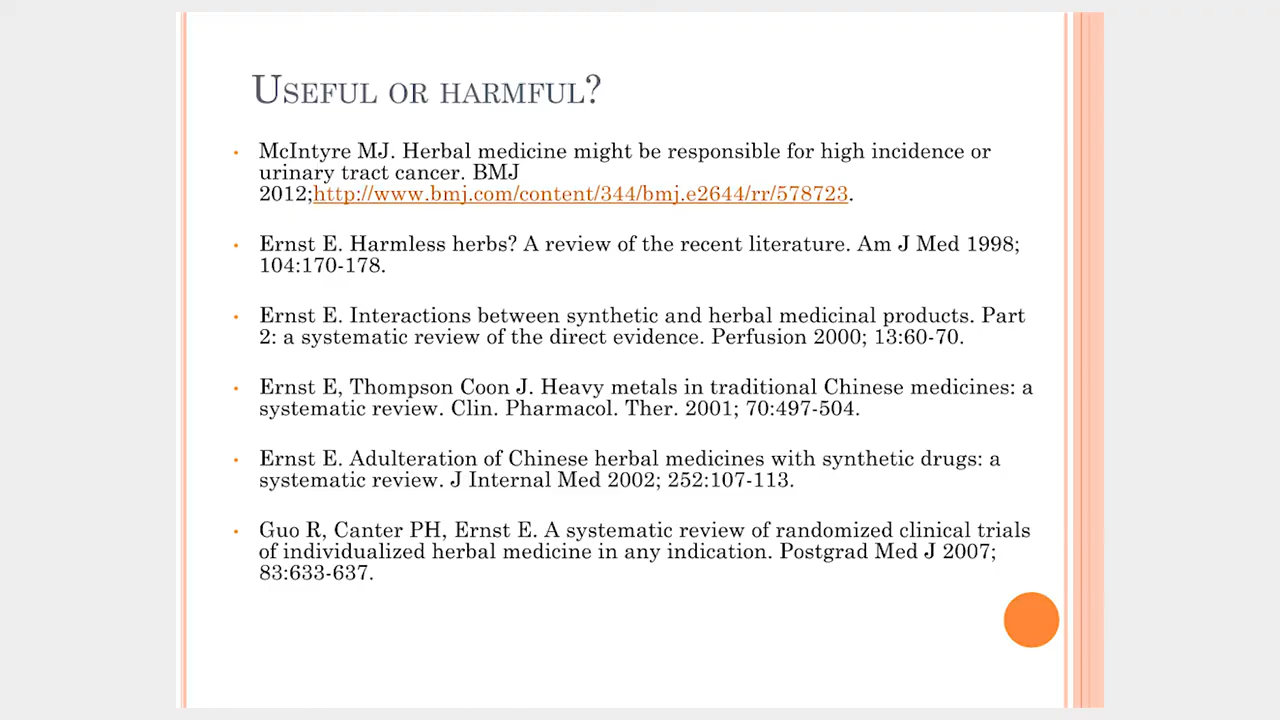 Useful or harmful?
• McIntyre MJ. Herbal medicine might be responsible for high incidence or
urinary tract cancer. BMJ
2012;http://www.bmj.com/content/344/bmj.e2644/rr/578723.
• Ernst E. Harmless herbs? A review of the recent literature. Am J Med 1998;
104:170-178.
• Ernst E. Interactions between synthetic and herbal medicinal products. Part
2: a systematic review of the direct evidence. Perfusion 2000; 13:60-70.
• Ernst E, Thompson Coon J. Heavy metals in traditional Chinese medicines: a
systematic review. Clin. Pharmacol. Ther. 2001; 70:497-504.
• Ernst E. Adulteration of Chinese herbal medicines with synthetic drugs: a
systematic review. J Internal Med 2002; 252:107-113.
• Guo R, Canter PH, Ernst E. A systematic review of randomized clinical trials
of individualized herbal medicine in any indication. Postgrad Med J 2007;
83:633-637.